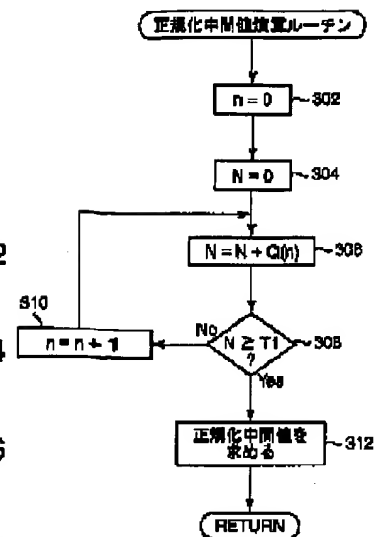 正規化中間値演算ルーチン
n = 0
302
N = 0
304
N = N + G(n)
306
310
n = n + 1
No
N ≥ T1
?
308
Yes
正規化中間値を
求める
312
RETURN
2
4
6